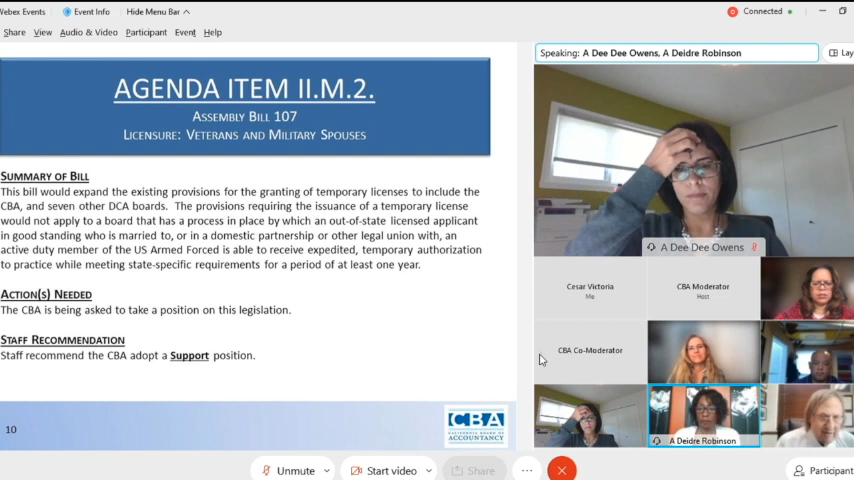 Webex Events Event Info Hide Menu Bar Connected
Share View Audio & Video Participant Event Help
Speaking: A Dee Dee Owens, A Deidre Robinson
Lay
AGENDA ITEM II.M.2.
ASSEMBLY BILL 107
LICENSURE: VETERANS AND MILITARY SPOUSES
SUMMARY OF BILL
This bill would expand the existing provisions for the granting of temporary licenses to include the
CBA, and seven other DCA boards. The provisions requiring the issuance of a temporary license
would not apply to a board that has a process in place by which an out-of-state licensed applicant
in good standing who is married to, or in a domestic partnership or other legal union with, an
active duty member of the US Armed Forced is able to receive expedited, temporary authorization
to practice while meeting state-specific requirements for a period of at least one year.
ACTION(S) NEEDED
The CBA is being asked to take a position on this legislation.
STAFF RECOMMENDATION
Staff recommend the CBA adopt a Support position.
10
CBA
CALIFORNIA BOARD OF
ACCOUNTANCY
A Dee Dee Owens
Cesar Victoria
Me
CBA Moderator
Host
CBA Co-Moderator
A Deidre Robinson
Unmute
Start video
Share
Participant